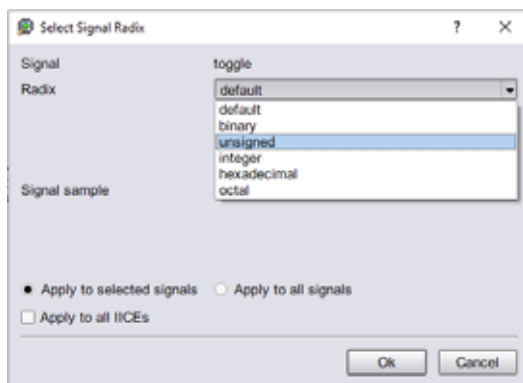 Select Signal Radix ? ×
Signal toggle
Radix default
default
binary
unsigned
integer
hexadecimal
Signal sample octal
Apply to selected signals Apply to all signals
Apply to all IICEs
Ok Cancel